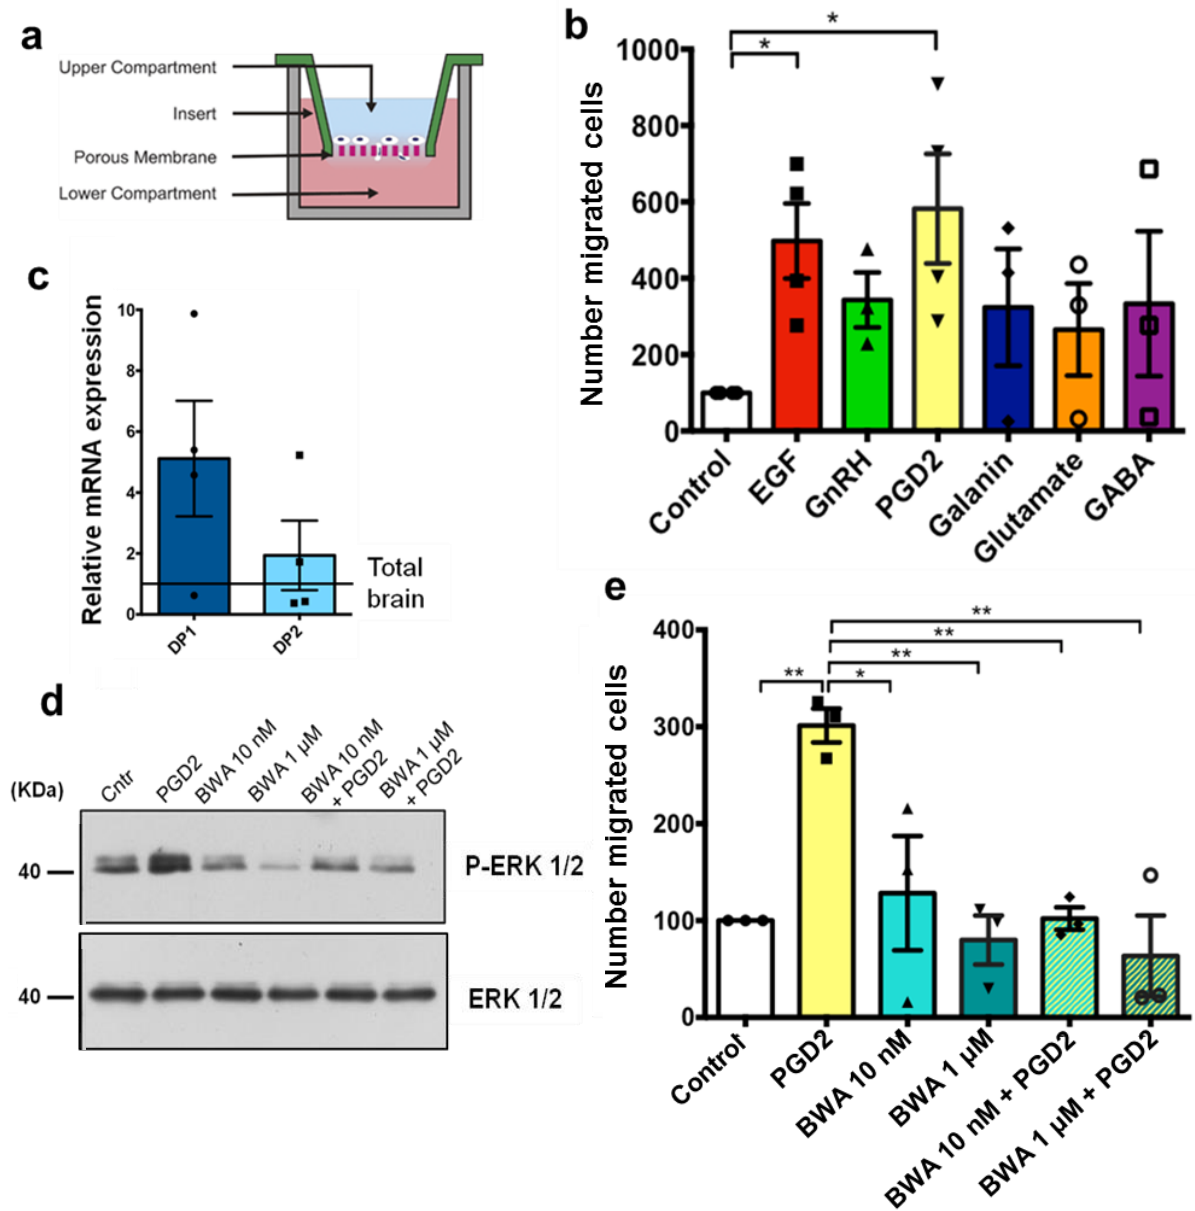 a
Upper Compartment
Insert
Porous Membrane
Lower Compartment
b
Number migrated cells
1000
800
600
400
200
0
*
*
Control
EGF
GnRH
PGD2
Galanin
Glutamate
GABA
c
Relative mRNA expression
10
8
6
4
2
0
DP1
DP2
Total
brain
d
(KDa)
Cntr
PGD2
BWA 10 nM
BWA 1 µM
BWA 10 nM
+ PGD2
BWA 1 µM
+ PGD2
40
P-ERK 1/2
40
ERK 1/2
e
Number migrated cells
400
300
200
100
0
**
**
**
**
*
Control
PGD2
BWA 10 nM
BWA 1 µM
BWA 10 nM + PGD2
BWA 1 µM + PGD2